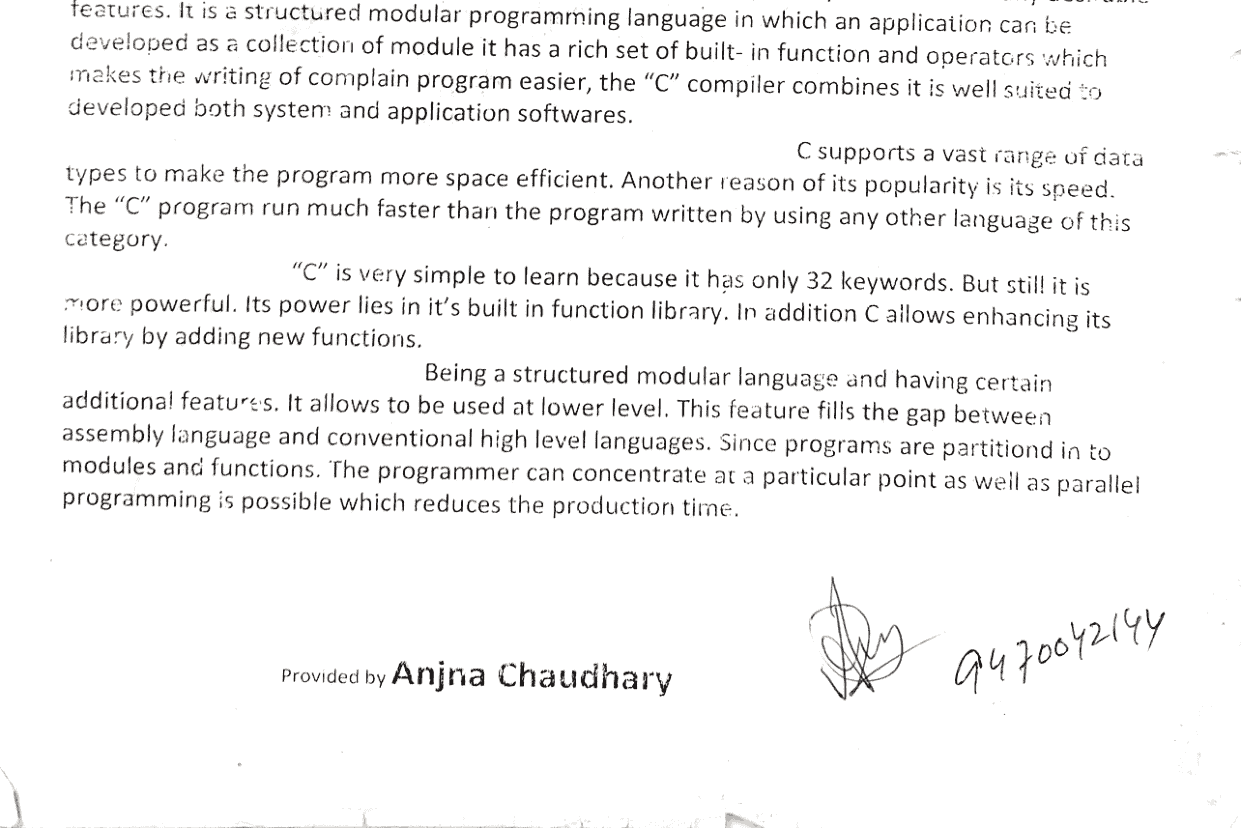 features. It is a structured modular programming language in which an application can be
developed as a collection of module it has a rich set of built- in function and operators which
makes the writing of complain program easier, the “C” compiler combines it is well suited to
developed both system and application softwares.
C supports a vast range of data
types to make the program more space efficient. Another reason of its popularity is its speed.
The “C” program run much faster than the program written by using any other language of this
category.
“C” is very simple to learn because it has only 32 keywords. But still it is
more powerful. Its power lies in it’s built in function library. In addition C allows enhancing its
library by adding new functions.
Being a structured modular language and having certain
additional features. It allows to be used at lower level. This feature fills the gap between
assembly language and conventional high level languages. Since programs are partitiond in to
modules and functions. The programmer can concentrate at a particular point as well as parallel
programming is possible which reduces the production time.
Provided by Anjna Chaudhary
9470042144